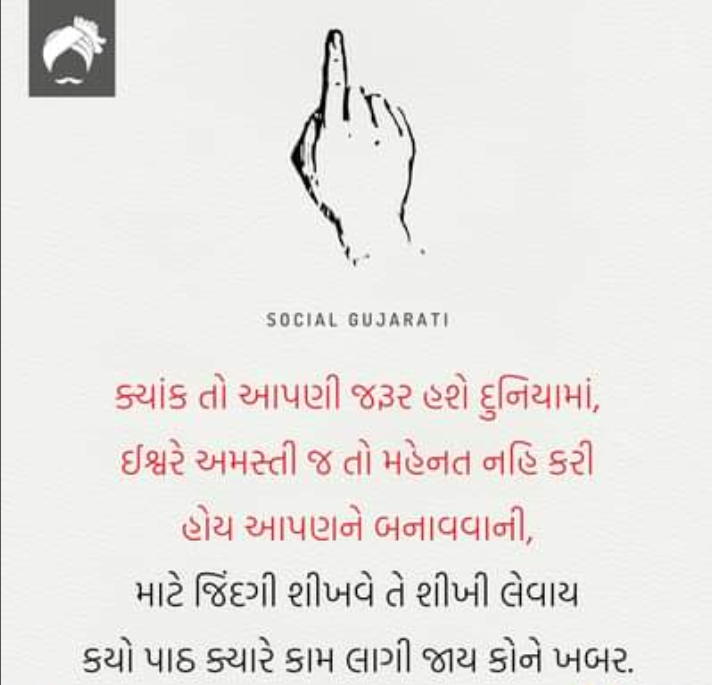 SOCIAL GUJARATI
ક્યાંક તો આપણી જરૂર હશે દુનિયામાં,
ઈશ્વરે અમસ્તી જ તો મહેનત નહિ કરી
હોય આપણને બનાવવાની,
માટે જિંદગી શીખવે તે શીખી લેવાય
કયો પાઠ ક્યારે કામ લાગી જાય કોને ખબર.